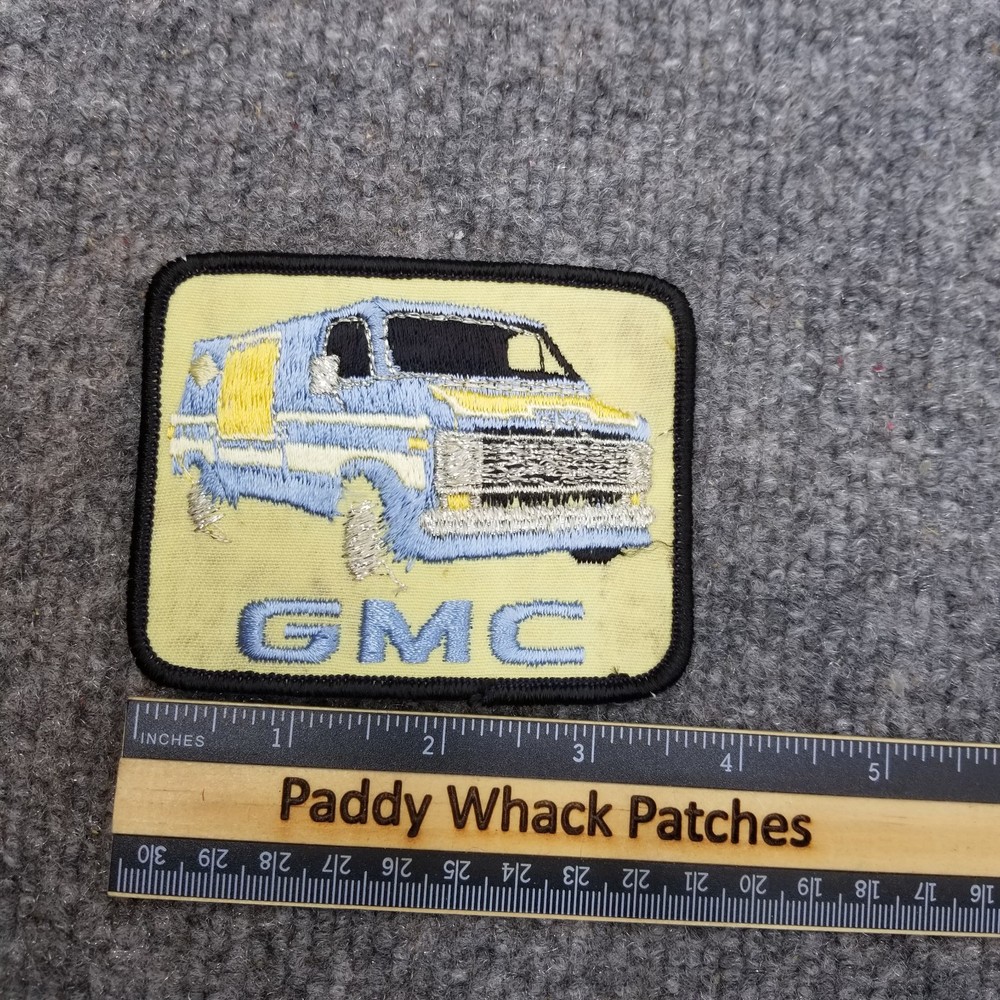 GMC
INCHES 1 2 3 4 5
Paddy Whack Patches
30 29 28 27 26 25 24 23 22 21 20 19 18 17 16